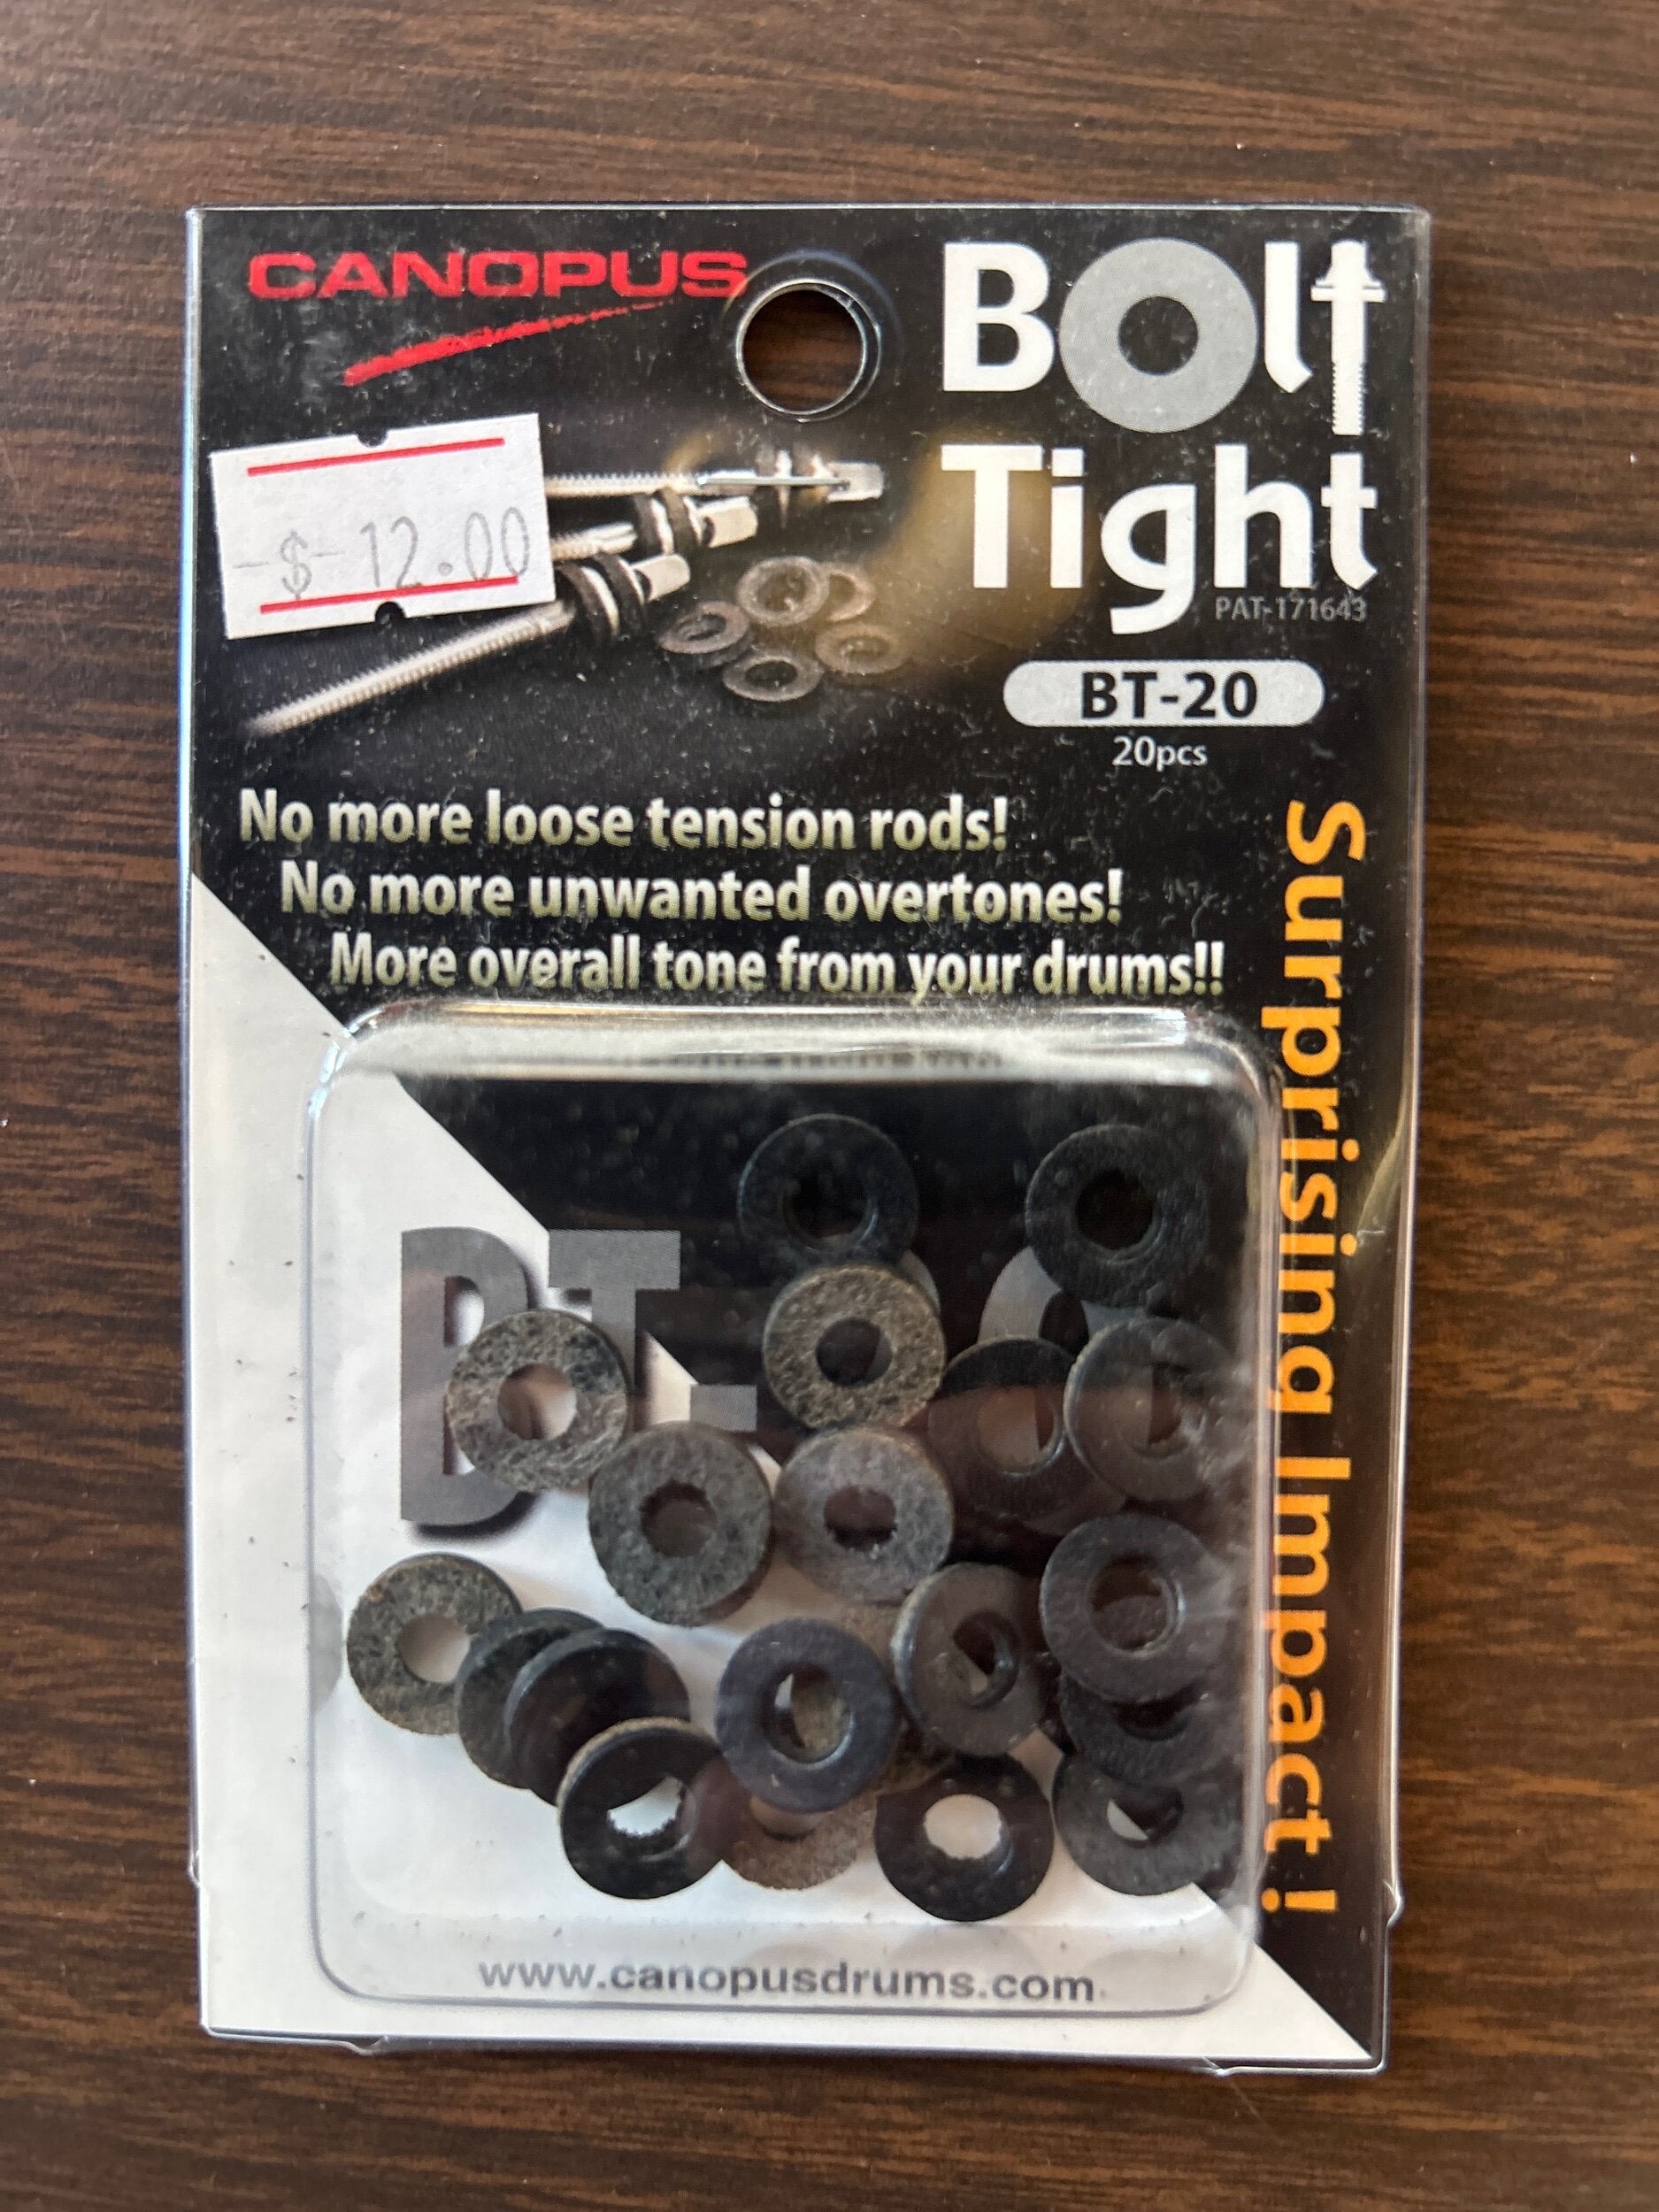 CANOPUS
Bolt
Tight
PAT-171643
- $ - 12.00
BT-20
20pcs
No more loose tension rods!
No more unwanted overtones!
More overall tone from your drums!!
Surprising Impact !
BT-
www.canopusdrums.com